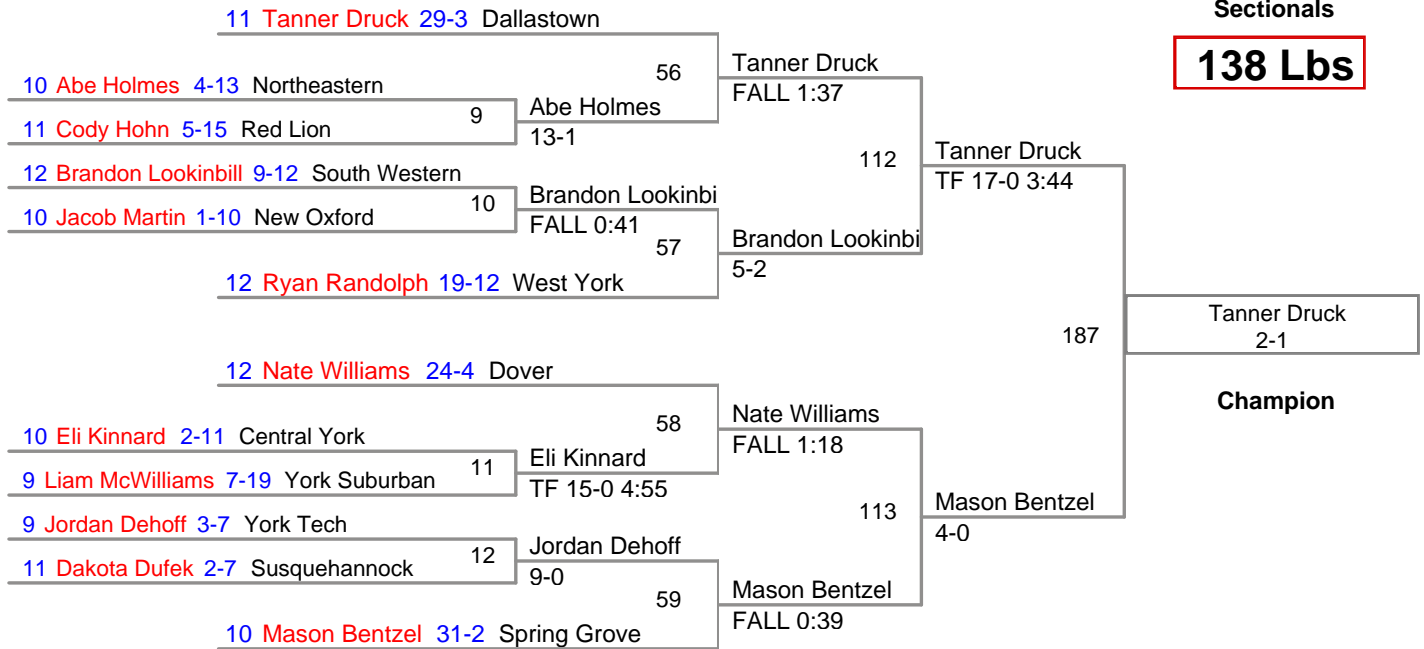 Sectionals
138 Lbs
11 Tanner Druck 29-3 Dallastown
56
Tanner Druck
FALL 1:37
10 Abe Holmes 4-13 Northeastern
9
Abe Holmes
13-1
11 Cody Hohn 5-15 Red Lion
112
Tanner Druck
TF 17-0 3:44
12 Brandon Lookinbill 9-12 South Western
10
Brandon Lookinbi
FALL 0:41
10 Jacob Martin 1-10 New Oxford
57
Brandon Lookinbi
5-2
12 Ryan Randolph 19-12 West York
187
Tanner Druck
2-1
Champion
12 Nate Williams 24-4 Dover
58
Nate Williams
FALL 1:18
10 Eli Kinnard 2-11 Central York
11
Eli Kinnard
TF 15-0 4:55
9 Liam McWilliams 7-19 York Suburban
113
Mason Bentzel
4-0
9 Jordan Dehoff 3-7 York Tech
12
Jordan Dehoff
9-0
11 Dakota Dufek 2-7 Susquehannock
59
Mason Bentzel
FALL 0:39
10 Mason Bentzel 31-2 Spring Grove